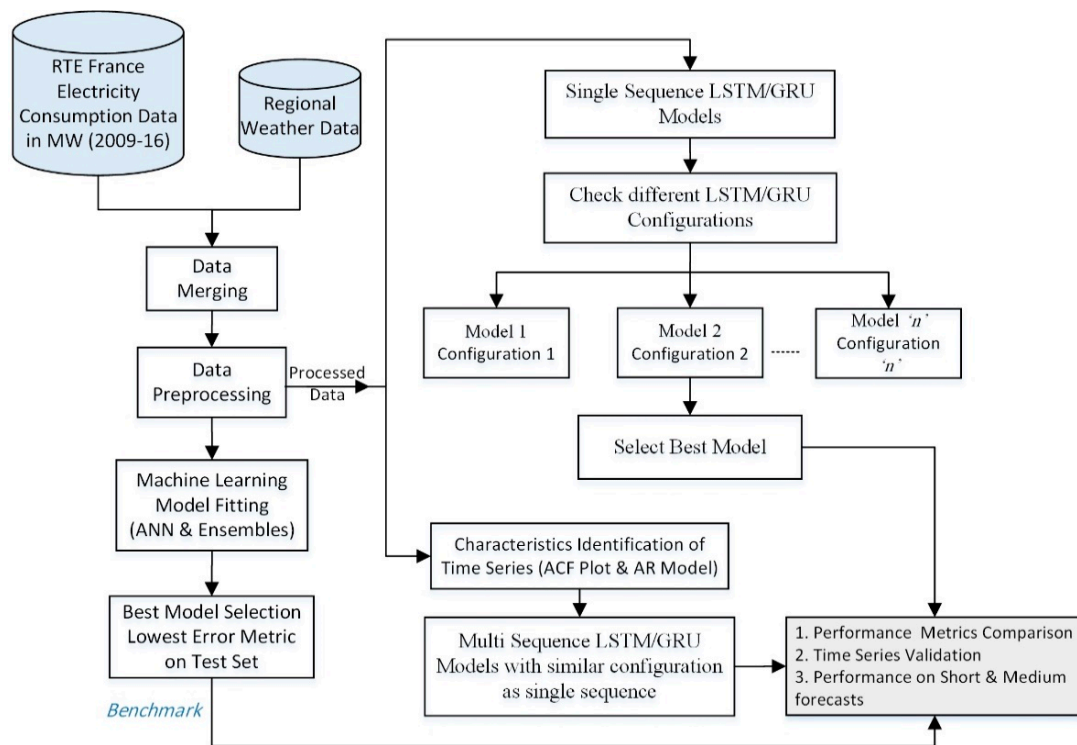 RTE France
Electricity
Consumption Data
in MW (2009-16)
Regional
Weather Data
Data
Merging
Data
Preprocessing
Processed
Data
Machine Learning
Model Fitting
(ANN & Ensembles)
Best Model Selection
Lowest Error Metric
on Test Set
Benchmark
Single Sequence LSTM/GRU
Models
Check different LSTM/GRU
Configurations
Model 1
Configuration 1
Model 2
Configuration 2
......
Model ‘n’
Configuration
‘n’
Select Best Model
Characteristics Identification of
Time Series (ACF Plot & AR Model)
Multi Sequence LSTM/GRU
Models with similar configuration
as single sequence
1. Performance Metrics Comparison
2. Time Series Validation
3. Performance on Short & Medium
forecasts